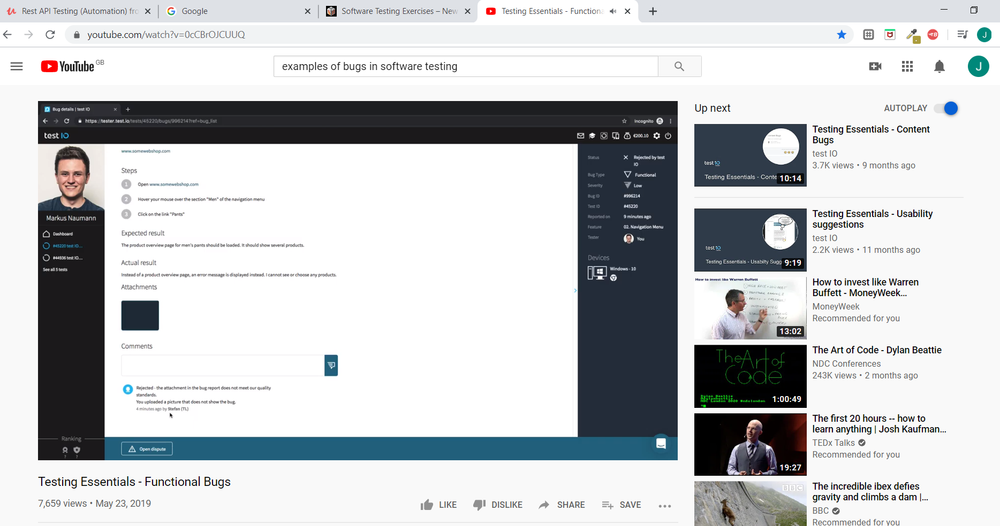 Rest API Testing (Automation) fro
Google
Software Testing Exercises – New
Testing Essentials - Functiona
youtube.com/watch?v=0cCBrOJCUUQ
J
YouTube GB
examples of bugs in software testing
J
Bug details | test IO
https://tester.test.io/tests/45220/bugs/996214?ref=bug_list
Incognito
test IO
€200.10
Markus Naumann
Dashboard
#45220 test IO...
#44936 test IO...
See all 5 tests
Ranking
? ?
www.somewebshop.com
Steps
1 Open www.somewebshop.com
2 Hover your mouse over the section "Men" of the navigation menu
3 Click on the link "Pants"
Expected result
The product overview page for men's pants should be loaded. It should show several products.
Actual result
Instead of a product overview page, an error message is displayed instead. I cannot see or choose any products.
Attachments
Comments
Rejected - the attachment in the bug report does not meet our quality
standards.
You uploaded a picture that does not show the bug.
4 minutes ago by Stefan (TL)
Open dispute
Status Rejected by test
IO
Bug Type Functional
Severity Low
Bug ID #996214
Test ID #45220
Reported on 9 minutes ago
Feature 02. Navigation Menu
Tester You
Devices
Windows - 10
Testing Essentials - Functional Bugs
7,659 views • May 23, 2019
LIKE
DISLIKE
SHARE
SAVE
Up next
AUTOPLAY
test IO
Testing Essentials - Conte
10:14
Testing Essentials - Content
Bugs
test IO
3.7K views • 9 months ago
test IO
Testing Essentials - Usabilty Sugg
9:19
Testing Essentials - Usability
suggestions
test IO
2.2K views • 11 months ago
How to invest like Warren Buffett
13:02
How to invest like Warren
Buffett - MoneyWeek...
MoneyWeek
Recommended for you
The Art of
Code
Dylan Beattie
@dylanbeattie
NDC London 2020 #ndclondon
1:00:49
The Art of Code - Dylan Beattie
NDC Conferences
243K views • 2 months ago
19:27
The first 20 hours -- how to
learn anything | Josh Kaufman...
TEDx Talks
Recommended for you
BBC
The incredible ibex defies
gravity and climbs a dam |...
BBC
Recommended for you